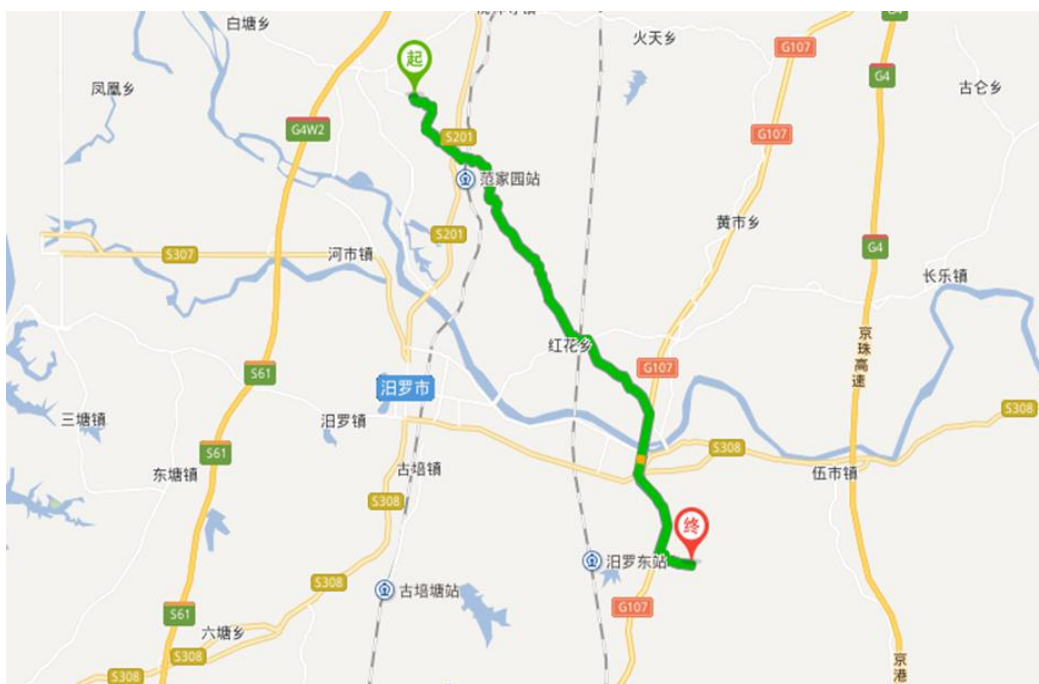 白塘乡
火天乡
G107
G4
起
凤凰乡
古仑乡
G4W2
S201
G107
范家园站
黄市乡
S201
S307
河市镇
G4
长乐镇
京珠高速
红花乡
S61
G107
汨罗市
三塘镇
汨罗镇
S308
S61
S308
古培镇
东塘镇
伍市镇
S308
终
汨罗东站
S308
古培塘站
G107
S61
六塘乡
S308
京港